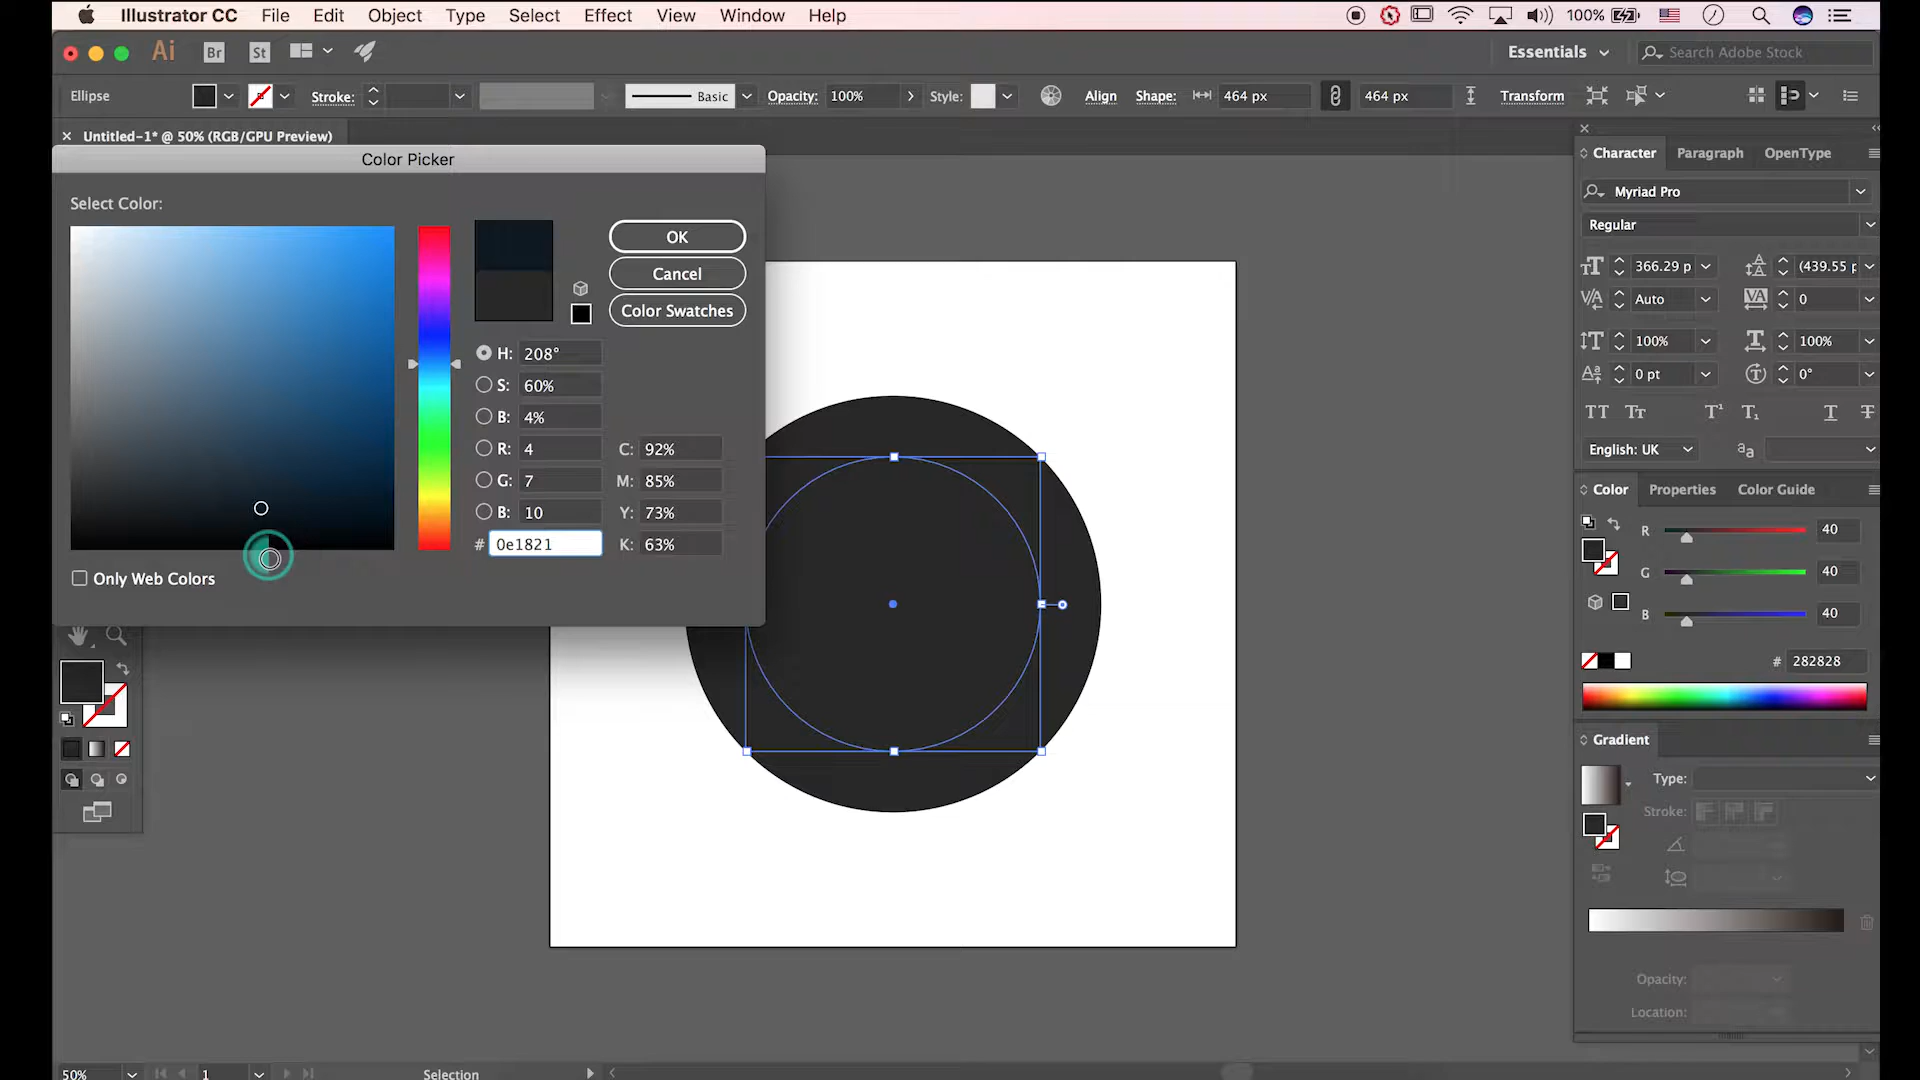 Illustrator CC File Edit Object Type Select Effect View Window Help 100%
Ai Br St Essentials Search Adobe Stock
Ellipse Stroke: Basic Opacity: 100% Style: Align Shape: 464 px 464 px Transform
× Untitled-1* @ 50% (RGB/GPU Preview)
Color Picker
Select Color:
OK
Cancel
Color Swatches
H: 208°
S: 60%
B: 4%
R: 4 C: 92%
G: 7 M: 85%
B: 10 Y: 73%
# 0e1821 K: 63%
Only Web Colors
Character Paragraph OpenType
Myriad Pro
Regular
366.29 p (439.55 p
Auto 0
100% 100%
0 pt 0°
English: UK
Color Properties Color Guide
R 40
G 40
B 40
# 282828
Gradient
Type:
Stroke:
Opacity:
Location:
50% 1 Selection